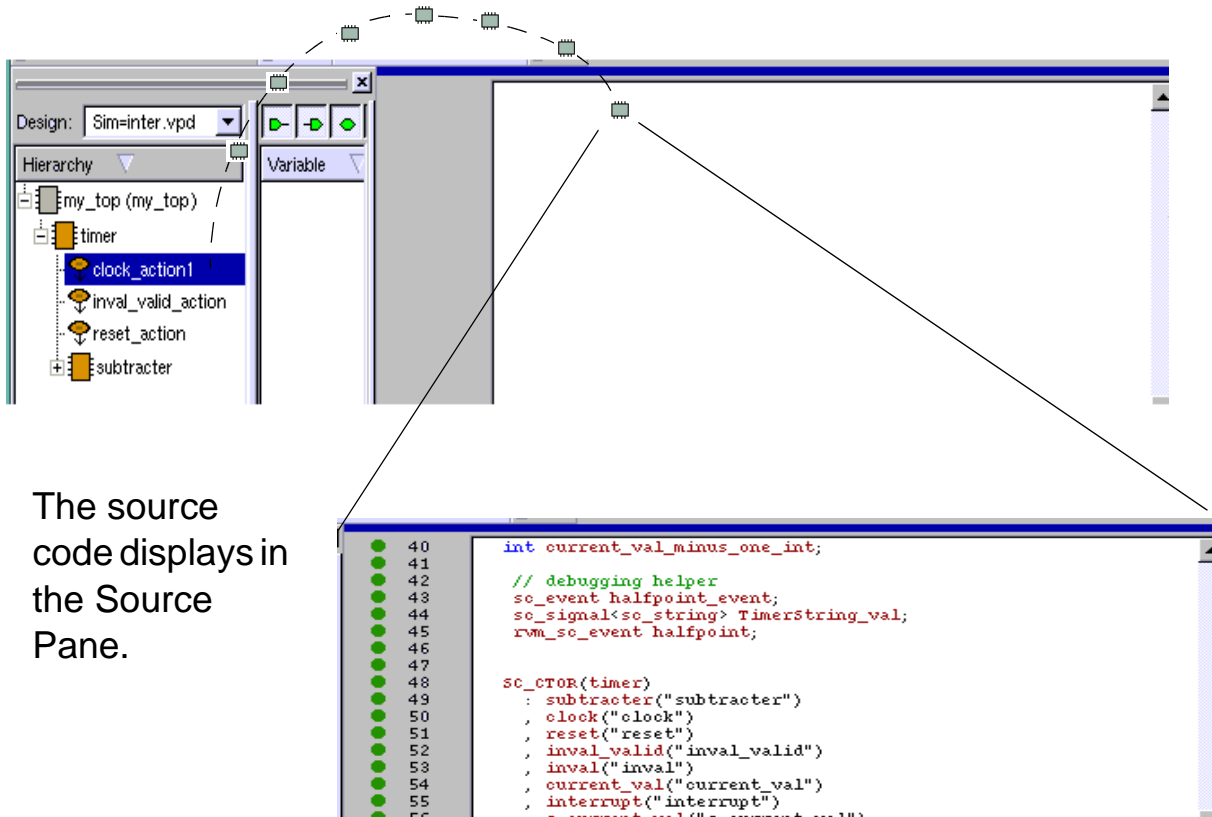 Design: Sim=inter.vpd
Hierarchy Variable
my_top (my_top)
timer
clock_action1
inval_valid_action
reset_action
subtracter
The source
code displays in
the Source
Pane.
40 int current_val_minus_one_int;
41
42 // debugging helper
43 sc_event halfpoint_event;
44 sc_signal<sc_string> TimerString_val;
45 rvm_sc_event halfpoint;
46
47
48 SC_CTOR(timer)
49 : subtracter("subtracter")
50 , clock("clock")
51 , reset("reset")
52 , inval_valid("inval_valid")
53 , inval("inval")
54 , current_val("current_val")
55 , interrupt("interrupt")